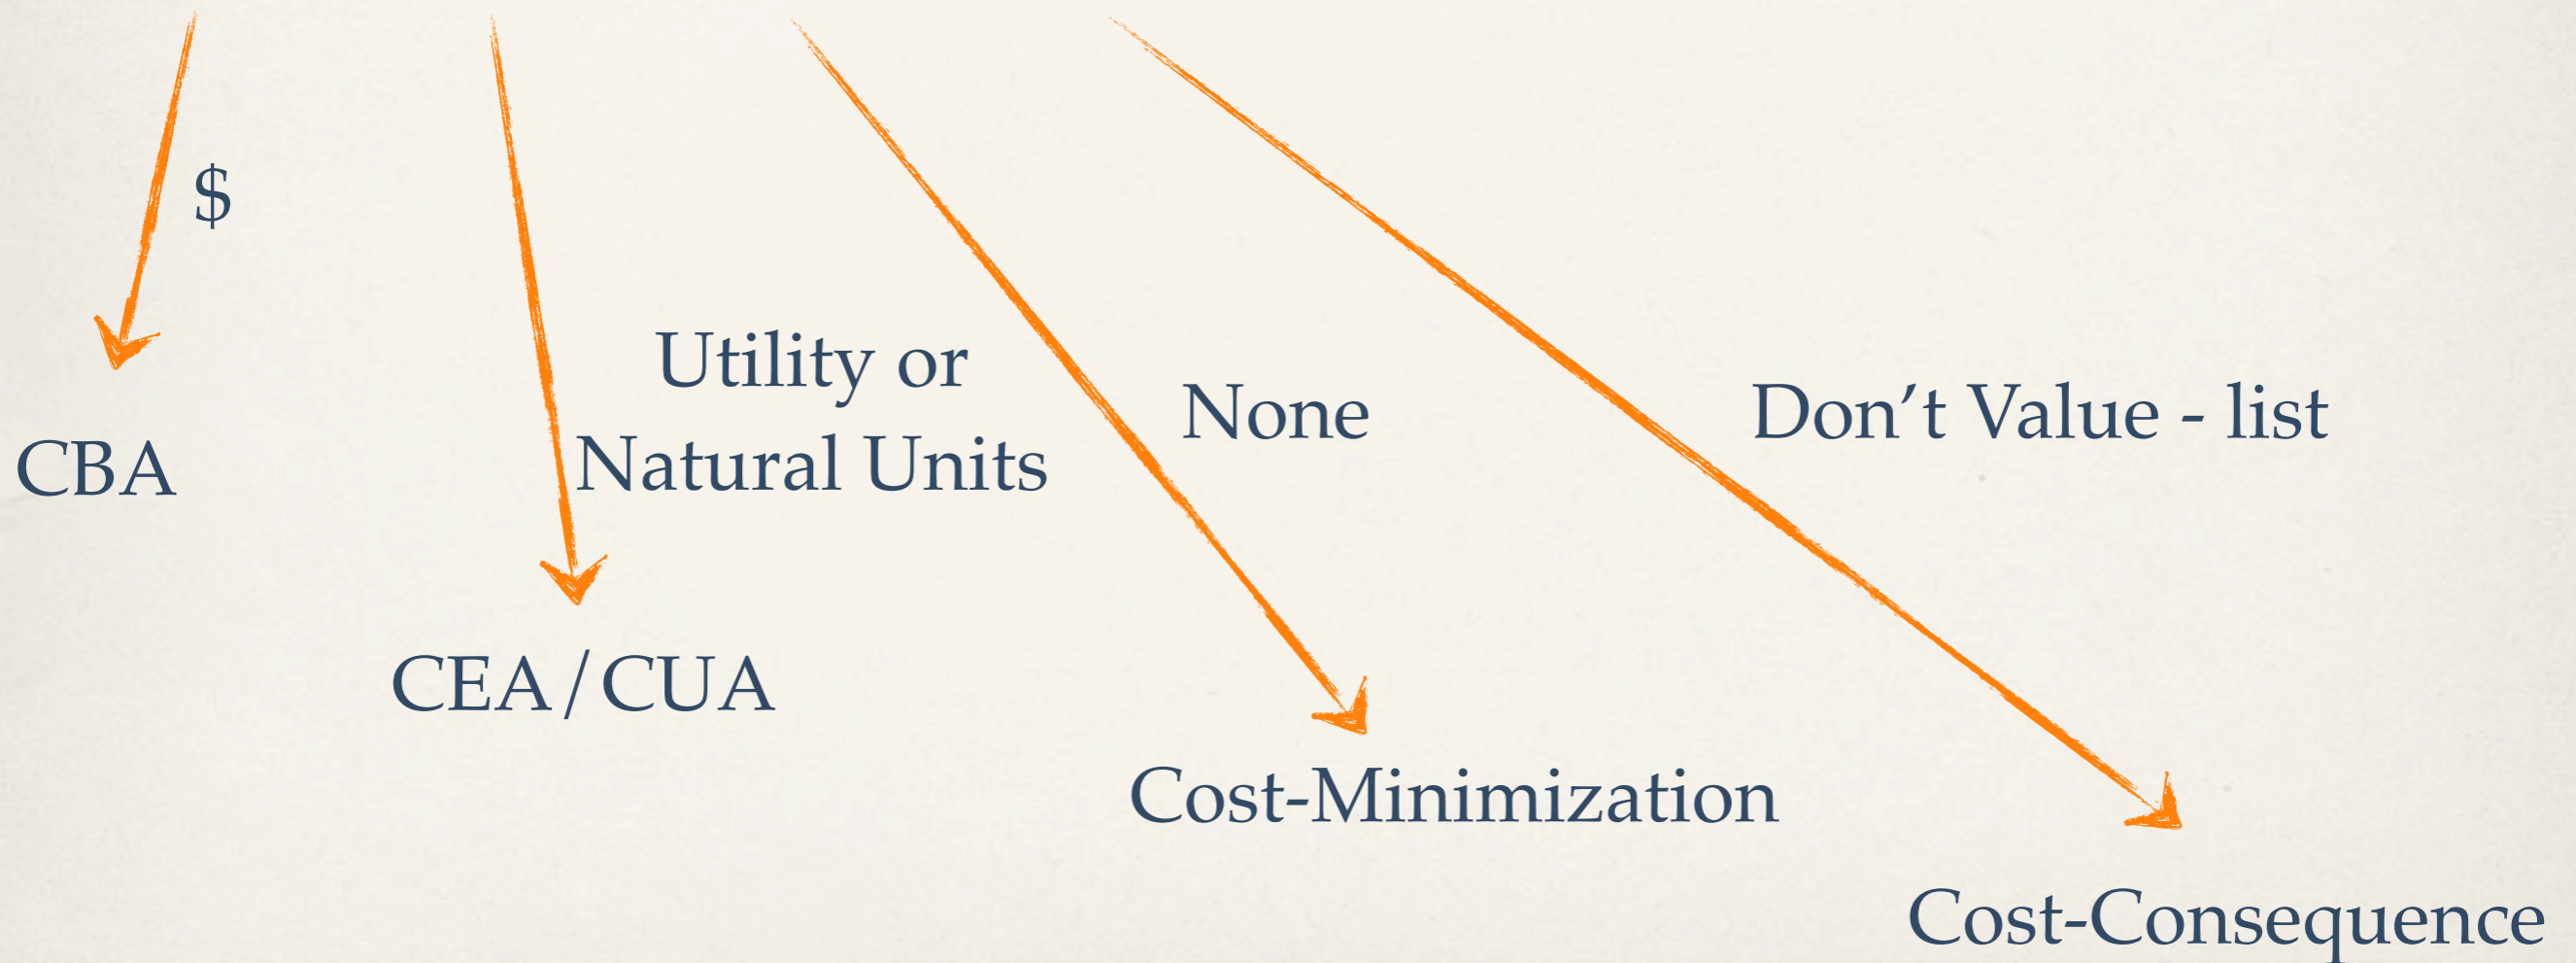 $
CBA
Utility or
Natural Units
CEA/CUA
None
Cost-Minimization
Don’t Value - list
Cost-Consequence